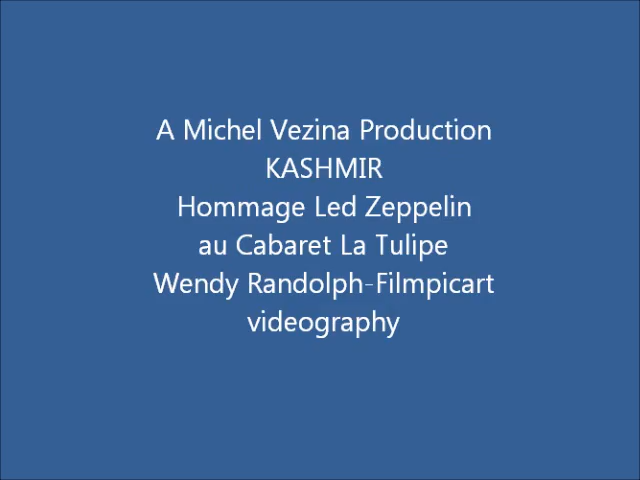 A Michel Vezina Production
KASHMIR
Hommage Led Zeppelin
au Cabaret La Tulipe
Wendy Randolph-Filmpicart
videography